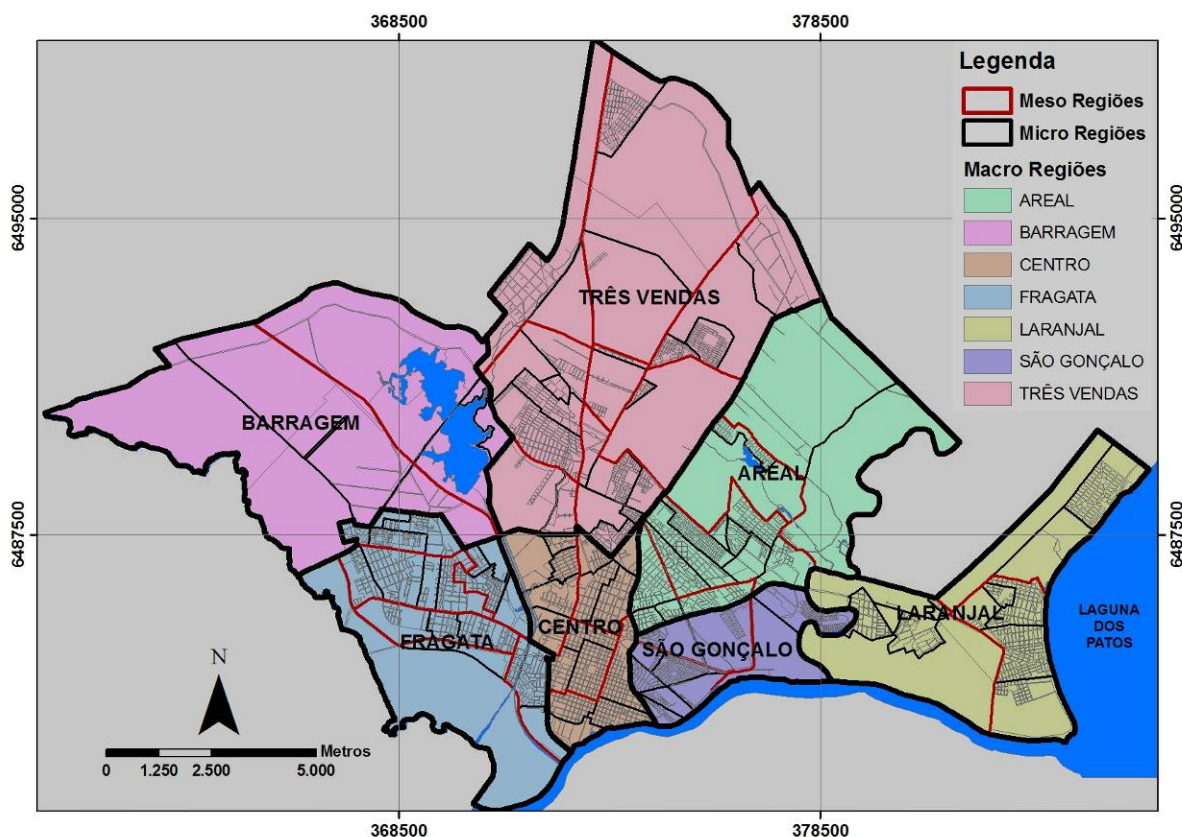 368500
378500
Legenda
Meso Regiões
Micro Regiões
Macro Regiões
AREAL
BARRAGEM
CENTRO
FRAGATA
LARANJAL
SÃO GONÇALO
TRÊS VENDAS
6495000
6495000
TRÊS VENDAS
BARRAGEM
AREAL
6487500
6487500
LARANJAL
LAGUNA
DOS
PATOS
CENTRO
FRAGATA
SÃO GONÇALO
N
Metros
0 1.250 2.500 5.000
368500
378500